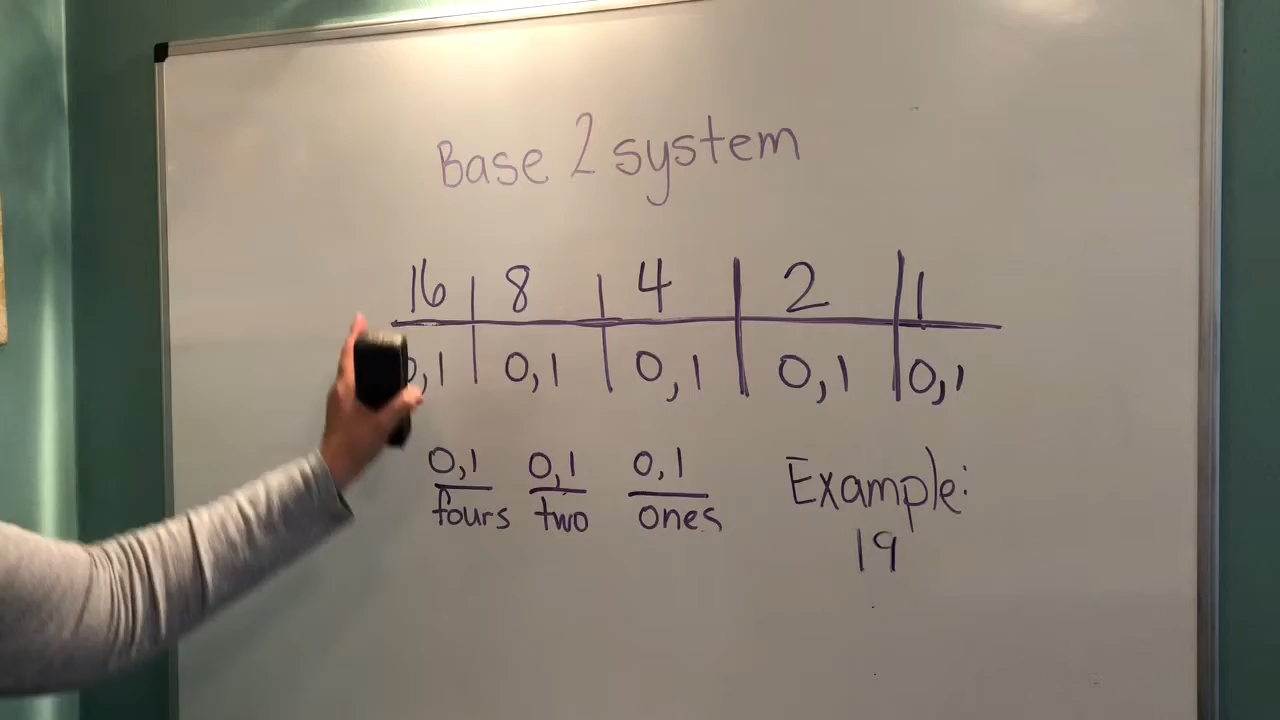 Base 2 system
16 8 4 2 1
0,1 0,1 0,1 0,1 0,1
0,1 0,1 0,1
fours two ones
Example:
19